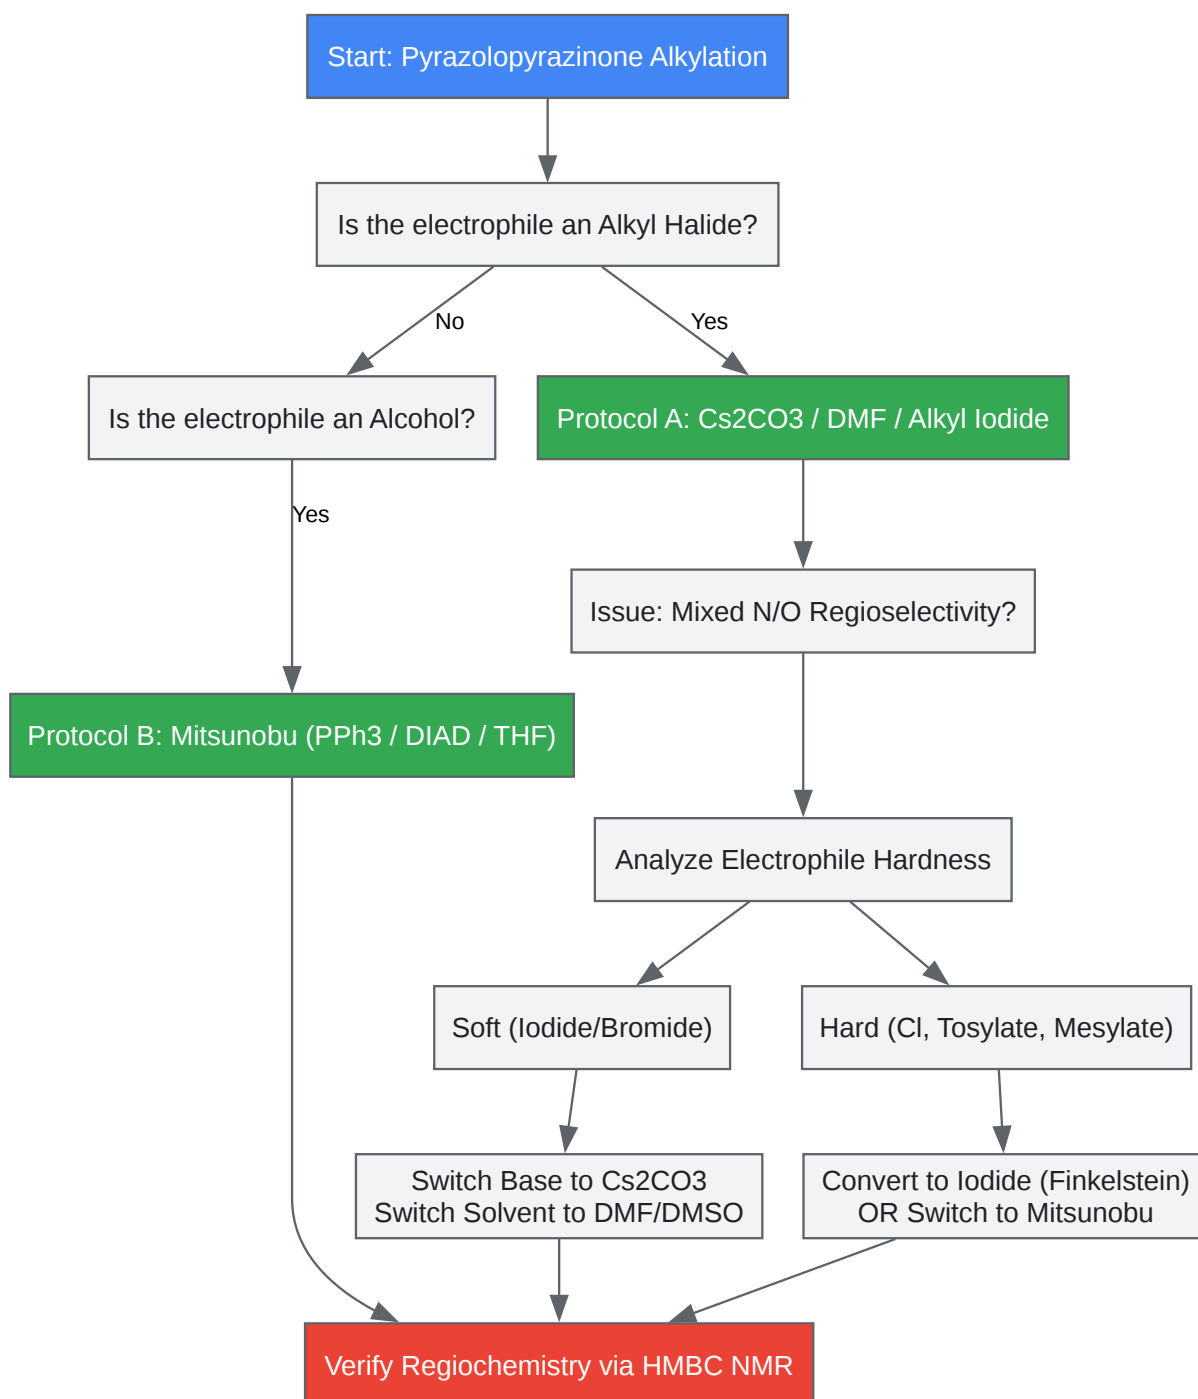 Start: Pyrazolopyrazinone Alkylation
Is the electrophile an Alkyl Halide?
No
Yes
Is the electrophile an Alcohol?
Protocol A: Cs2CO3 / DMF / Alkyl Iodide
Yes
Issue: Mixed N/O Regioselectivity?
Protocol B: Mitsunobu (PPh3 / DIAD / THF)
Analyze Electrophile Hardness
Soft (Iodide/Bromide)
Hard (Cl, Tosylate, Mesylate)
Switch Base to Cs2CO3
Switch Solvent to DMF/DMSO
Convert to Iodide (Finkelstein)
OR Switch to Mitsunobu
Verify Regiochemistry via HMBC NMR